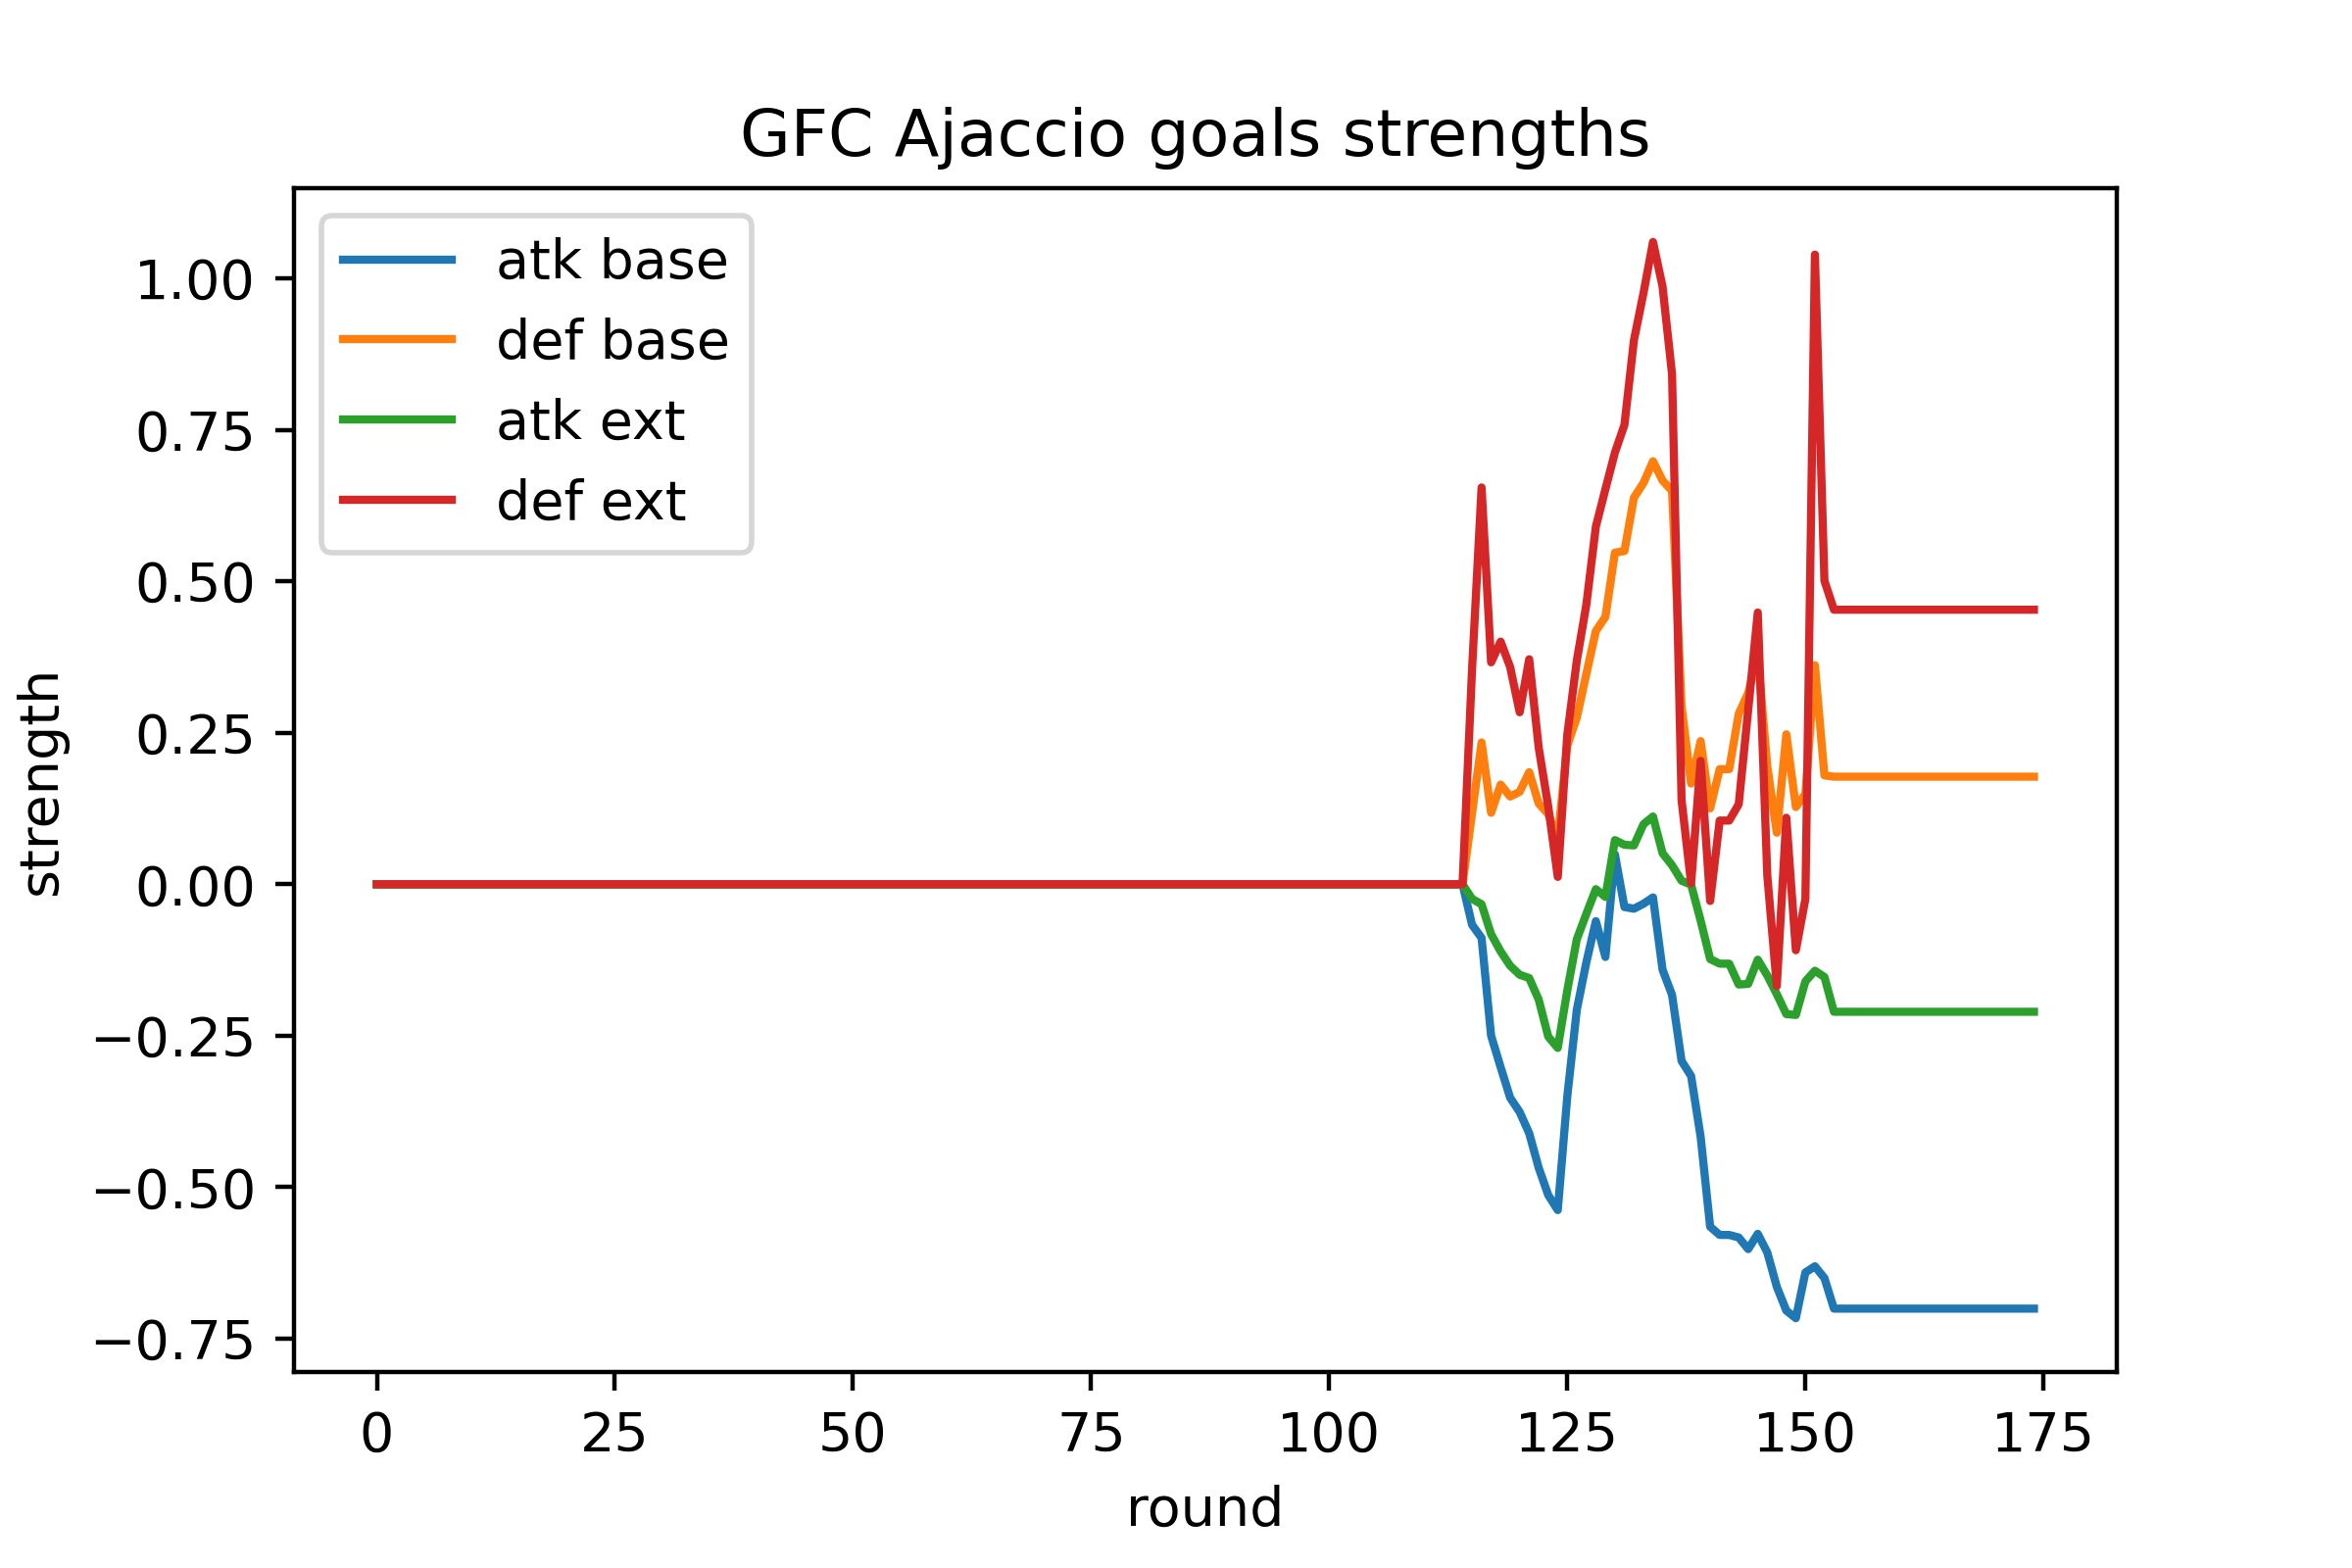 GFC Ajaccio goals strengths
atk base
def base
atk ext
def ext
1.00
0.75
0.50
0.25
0.00
−0.25
−0.50
−0.75
strength
0 25 50 75 100 125 150 175
round